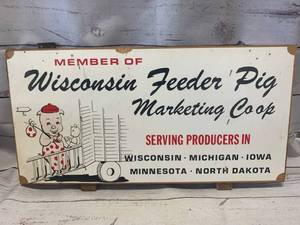 MEMBER OF
Wisconsin Feeder Pig
Marketing Co op
SERVING PRODUCERS IN
WISCONSIN · MICHIGAN · IOWA
MINNESOTA · NORTH DAKOTA